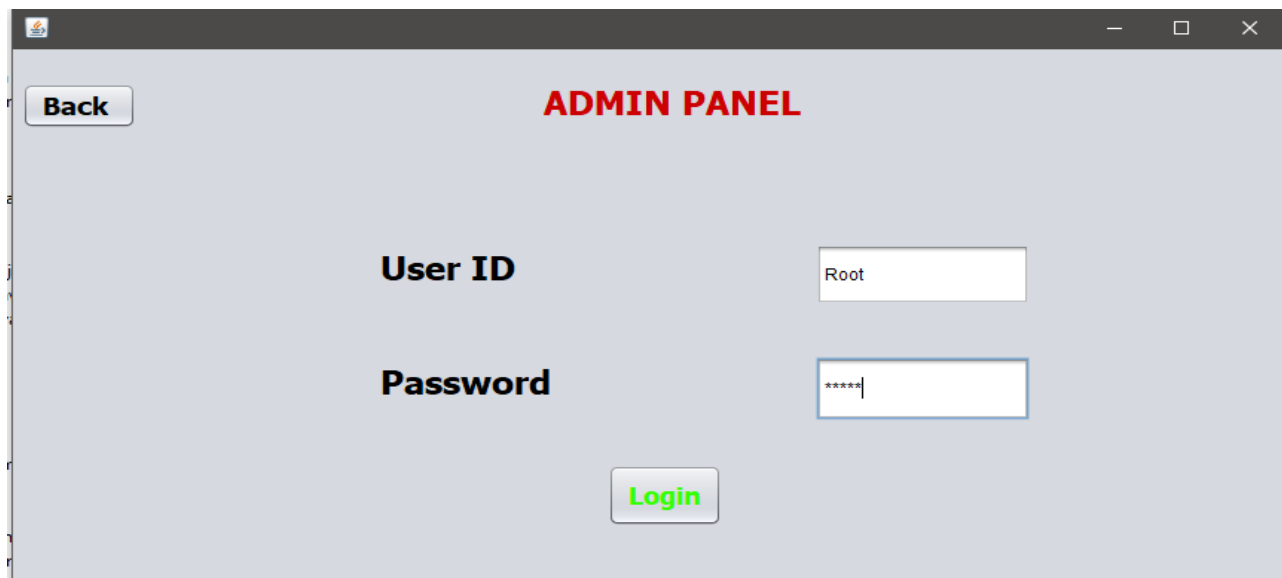 Back
ADMIN PANEL
User ID
Root
Password
*****
Login